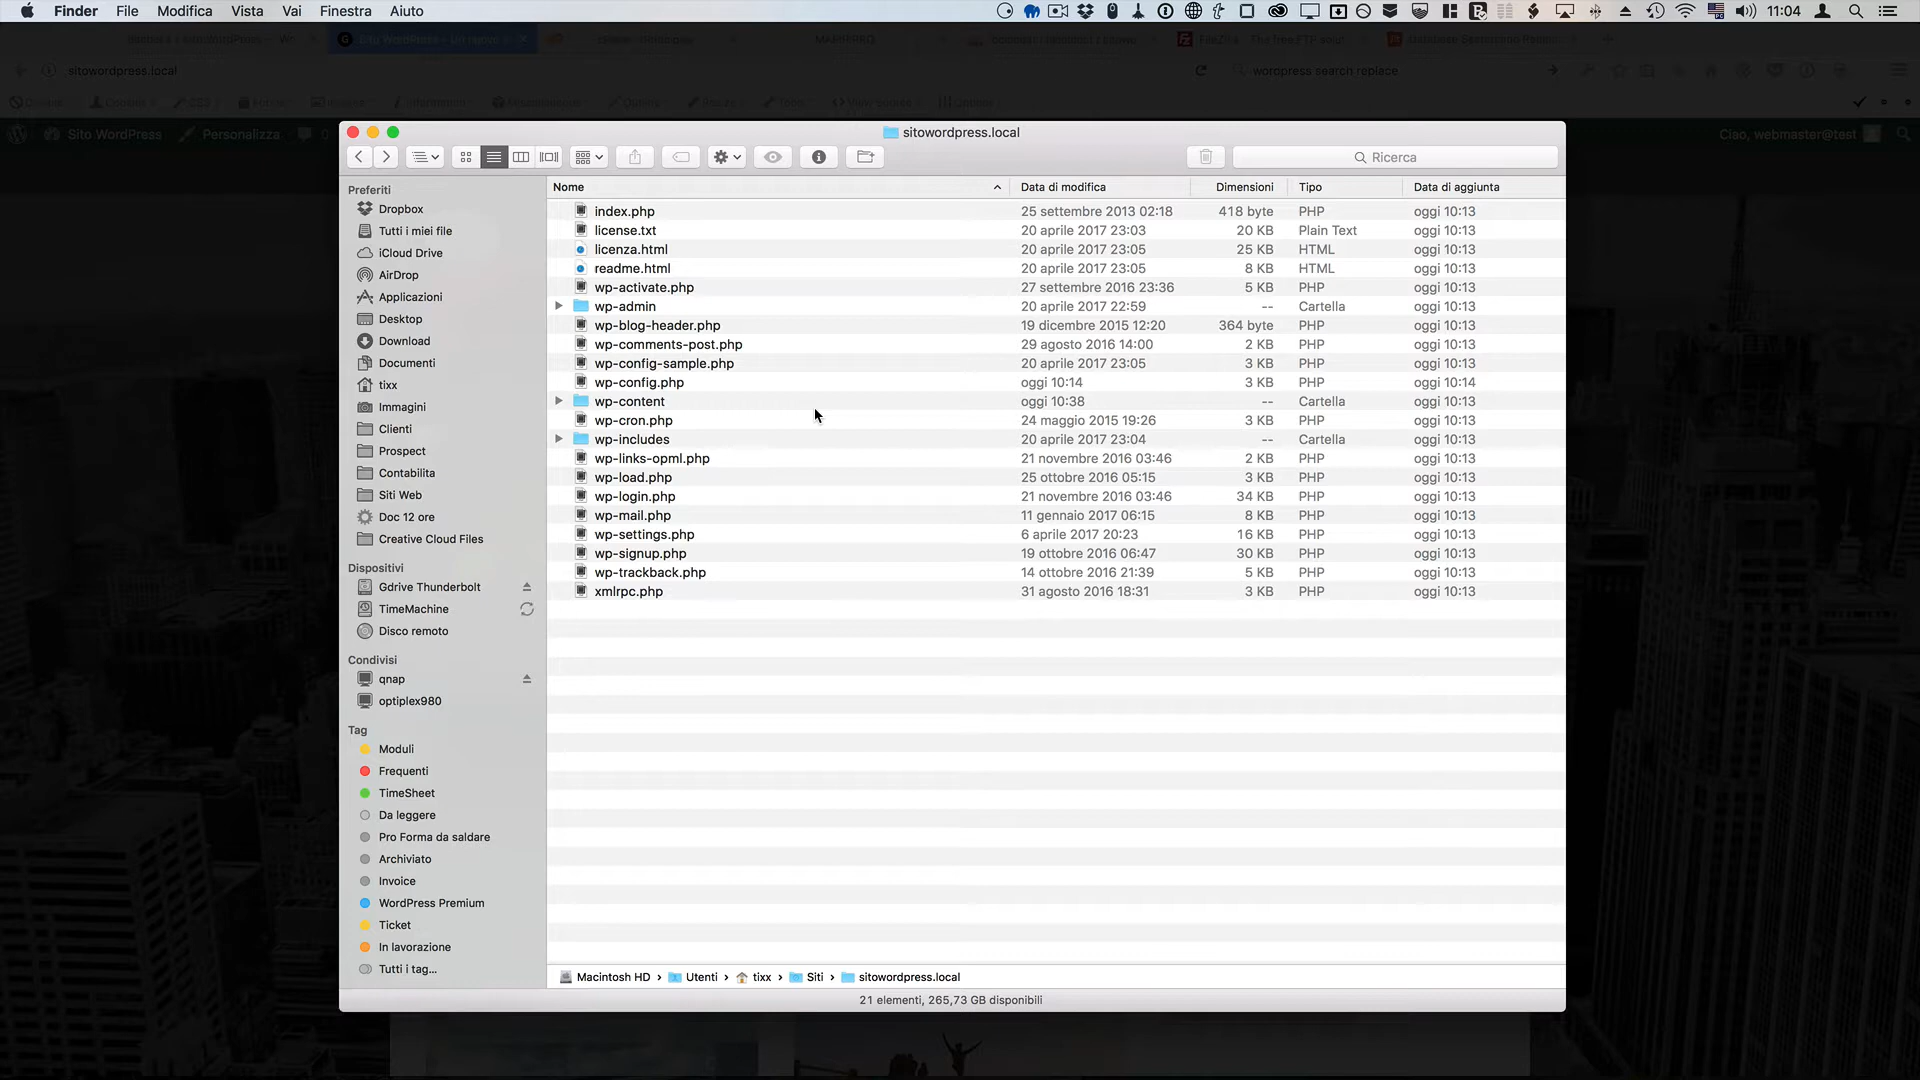 Finder File Modifica Vista Vai Finestra Aiuto 11:04
sitowordpress.local
wordpress search replace
Sito WordPress Personalizza 0 Ciao, webmaster@test
sitowordpress.local
Ricerca
Preferiti
Dropbox
Tutti i miei file
iCloud Drive
AirDrop
Applicazioni
Desktop
Download
Documenti
tixx
Immagini
Clienti
Prospect
Contabilita
Siti Web
Doc 12 ore
Creative Cloud Files
Dispositivi
Gdrive Thunderbolt
TimeMachine
Disco remoto
Condivisi
qnap
optiplex980
Tag
Moduli
Frequenti
TimeSheet
Da leggere
Pro Forma da saldare
Archiviato
Invoice
WordPress Premium
Ticket
In lavorazione
Tutti i tag...
Nome Data di modifica Dimensioni Tipo Data di aggiunta
index.php 25 settembre 2013 02:18 418 byte PHP oggi 10:13
license.txt 20 aprile 2017 23:03 20 KB Plain Text oggi 10:13
licenza.html 20 aprile 2017 23:05 25 KB HTML oggi 10:13
readme.html 20 aprile 2017 23:05 8 KB HTML oggi 10:13
wp-activate.php 27 settembre 2016 23:36 5 KB PHP oggi 10:13
wp-admin 20 aprile 2017 22:59 -- Cartella oggi 10:13
wp-blog-header.php 19 dicembre 2015 12:20 364 byte PHP oggi 10:13
wp-comments-post.php 29 agosto 2016 14:00 2 KB PHP oggi 10:13
wp-config-sample.php 20 aprile 2017 23:05 3 KB PHP oggi 10:13
wp-config.php oggi 10:14 3 KB PHP oggi 10:14
wp-content oggi 10:38 -- Cartella oggi 10:13
wp-cron.php 24 maggio 2015 19:26 3 KB PHP oggi 10:13
wp-includes 20 aprile 2017 23:04 -- Cartella oggi 10:13
wp-links-opml.php 21 novembre 2016 03:46 2 KB PHP oggi 10:13
wp-load.php 25 ottobre 2016 05:15 3 KB PHP oggi 10:13
wp-login.php 21 novembre 2016 03:46 34 KB PHP oggi 10:13
wp-mail.php 11 gennaio 2017 06:15 8 KB PHP oggi 10:13
wp-settings.php 6 aprile 2017 20:23 16 KB PHP oggi 10:13
wp-signup.php 19 ottobre 2016 06:47 30 KB PHP oggi 10:13
wp-trackback.php 14 ottobre 2016 21:39 5 KB PHP oggi 10:13
xmlrpc.php 31 agosto 2016 18:31 3 KB PHP oggi 10:13
Macintosh HD › Utenti › tixx › Siti › sitowordpress.local
21 elementi, 265,73 GB disponibili